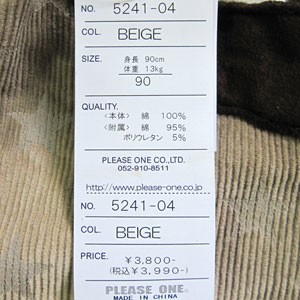 NO. 5241-04
COL. BEIGE
SIZE. 身長 90cm
体重 13kg
90
QUALITY.
〈本体〉 綿 100%
〈附属〉 綿 95%
ポリウレタン 5%
PLEASE ONE CO.,LTD.
052-910-8511
http://www.please-one.co.jp
NO. 5241-04
COL. BEIGE
PRICE. ¥3,800-
(税込¥3,990-)
PLEASE ONE.
MADE IN CHINA